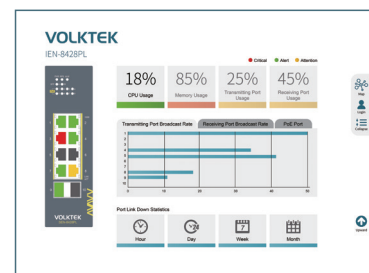 VOLKTEK
IEN-8428PL
Critical Alert Attention
18% 85% 25% 45%
CPU Usage Memory Usage Transmitting Port Usage Receiving Port Usage
Map
Login
Collapse
Transmitting Port Broadcast Rate Receiving Port Broadcast Rate PoE Port
1
2
3
4
5
6
7
8
9
10
0 10 20 30 40 50
VOLKTEK
Port Link Down Statistics
7
Hour Day Week Month
Upward